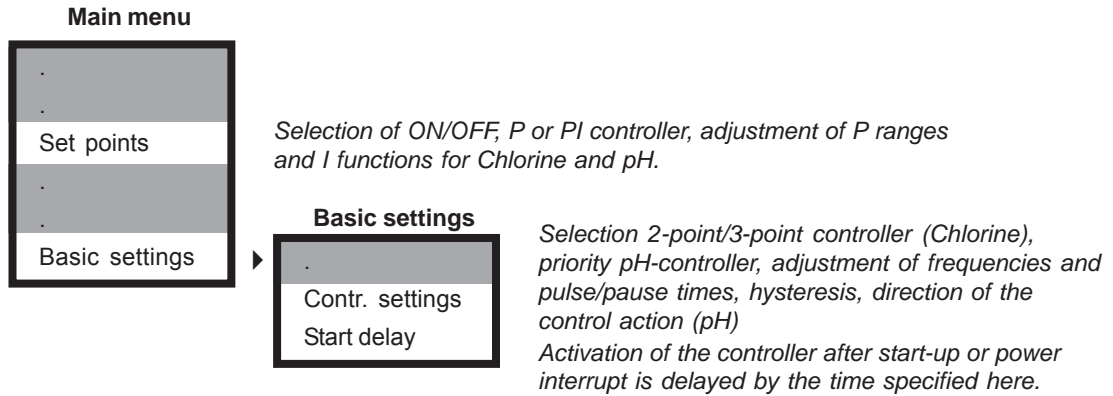 Main menu
.
.
Set points
.
.
Basic settings
Selection of ON/OFF, P or PI controller, adjustment of P ranges
and I functions for Chlorine and pH.
Basic settings
.
Contr. settings
Start delay
Selection 2-point/3-point controller (Chlorine),
priority pH-controller, adjustment of frequencies and
pulse/pause times, hysteresis, direction of the
control action (pH)
Activation of the controller after start-up or power
interrupt is delayed by the time specified here.